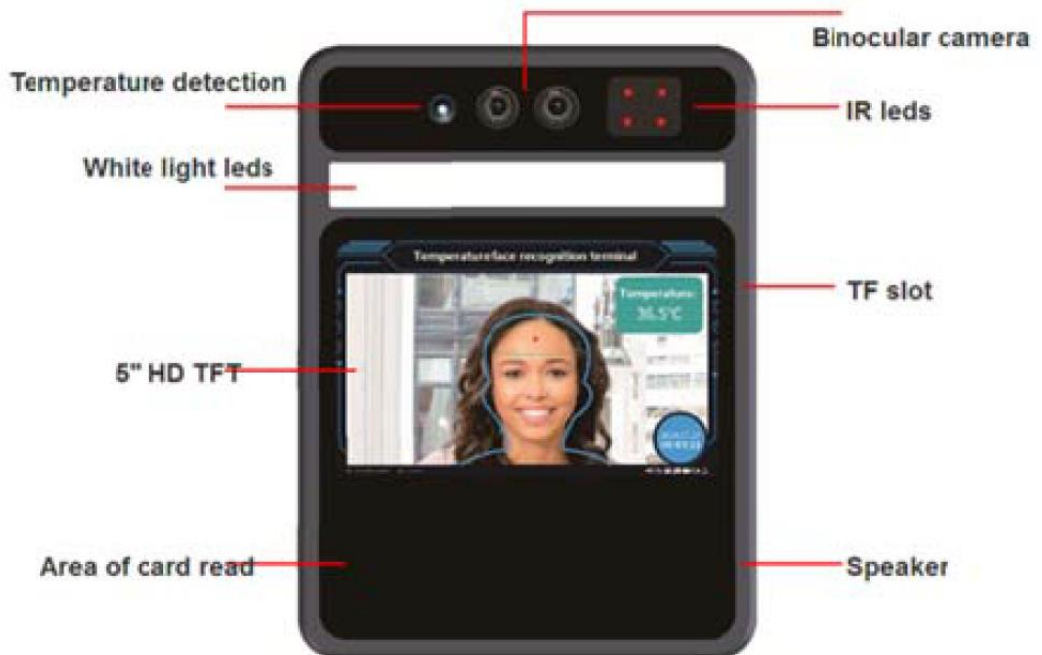 Binocular camera
Temperature detection
IR leds
White light leds
Temperatureface recognition terminal
TF slot
Temperature:
36.5°C
5" HD TFT
Area of card read
Speaker